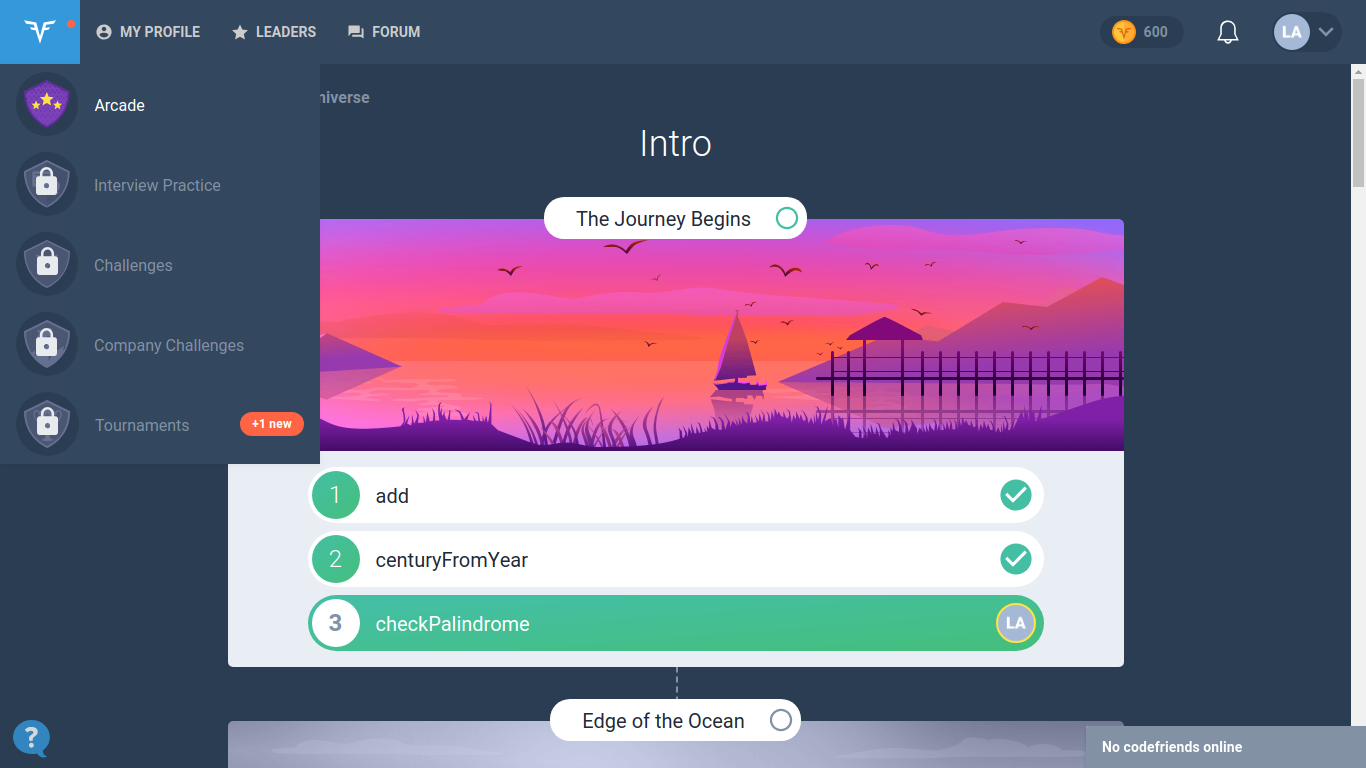 MY PROFILE
LEADERS
FORUM
600
LA
Arcade
Interview Practice
Challenges
Company Challenges
Tournaments
+1 new
niverse
Intro
The Journey Begins
1
add
2
centuryFromYear
3
checkPalindrome
LA
Edge of the Ocean
?
No codefriends online